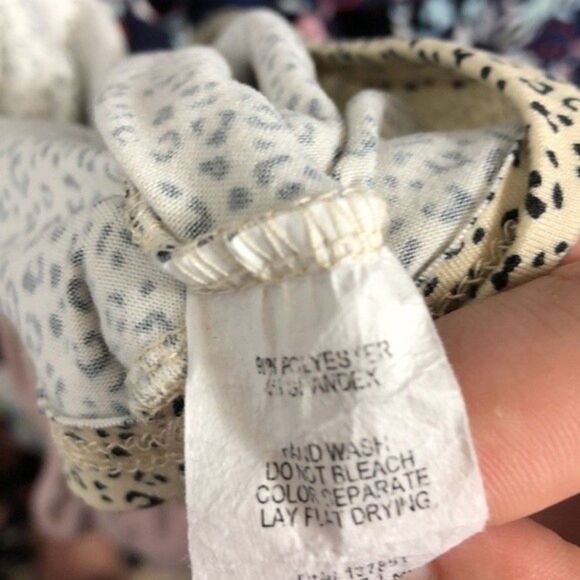 POLYESTER
SPANDEX
HAND WASH
DO NOT BLEACH
COLOR SEPARATE
LAY FLAT DRYING